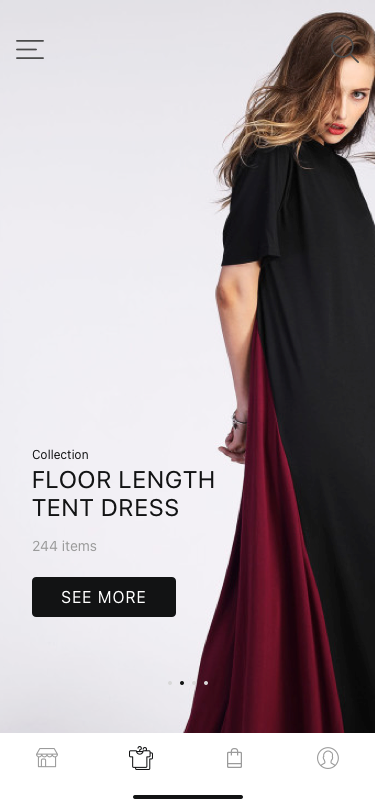 Collection
FLOOR LENGTH
TENT DRESS
244 items
SEE MORE